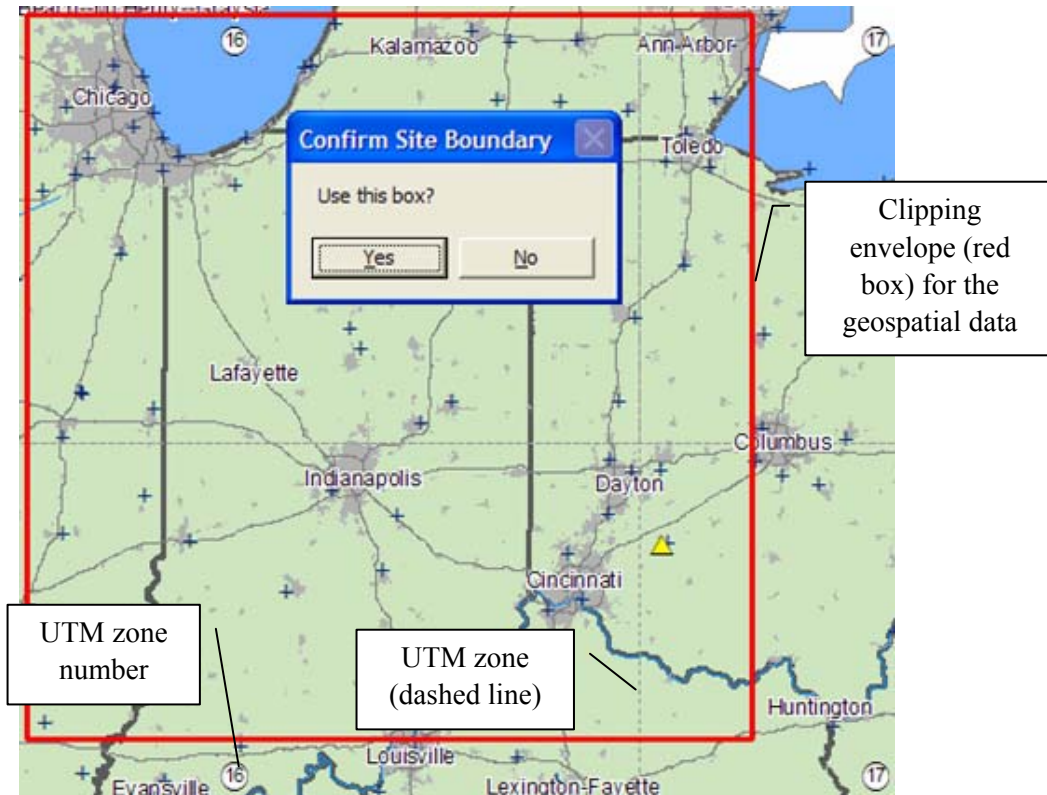 16
Kalamazoo
Ann-Arbor
17
Chicago
Confirm Site Boundary
Toledo
Use this box?
Yes
No
Clipping
envelope (red
box) for the
geospatial data
Lafayette
Columbus
Indianapolis
Dayton
Cincinnati
UTM zone
number
UTM zone
(dashed line)
Huntington
Louisville
16
17
Evansville
Lexington-Fayette